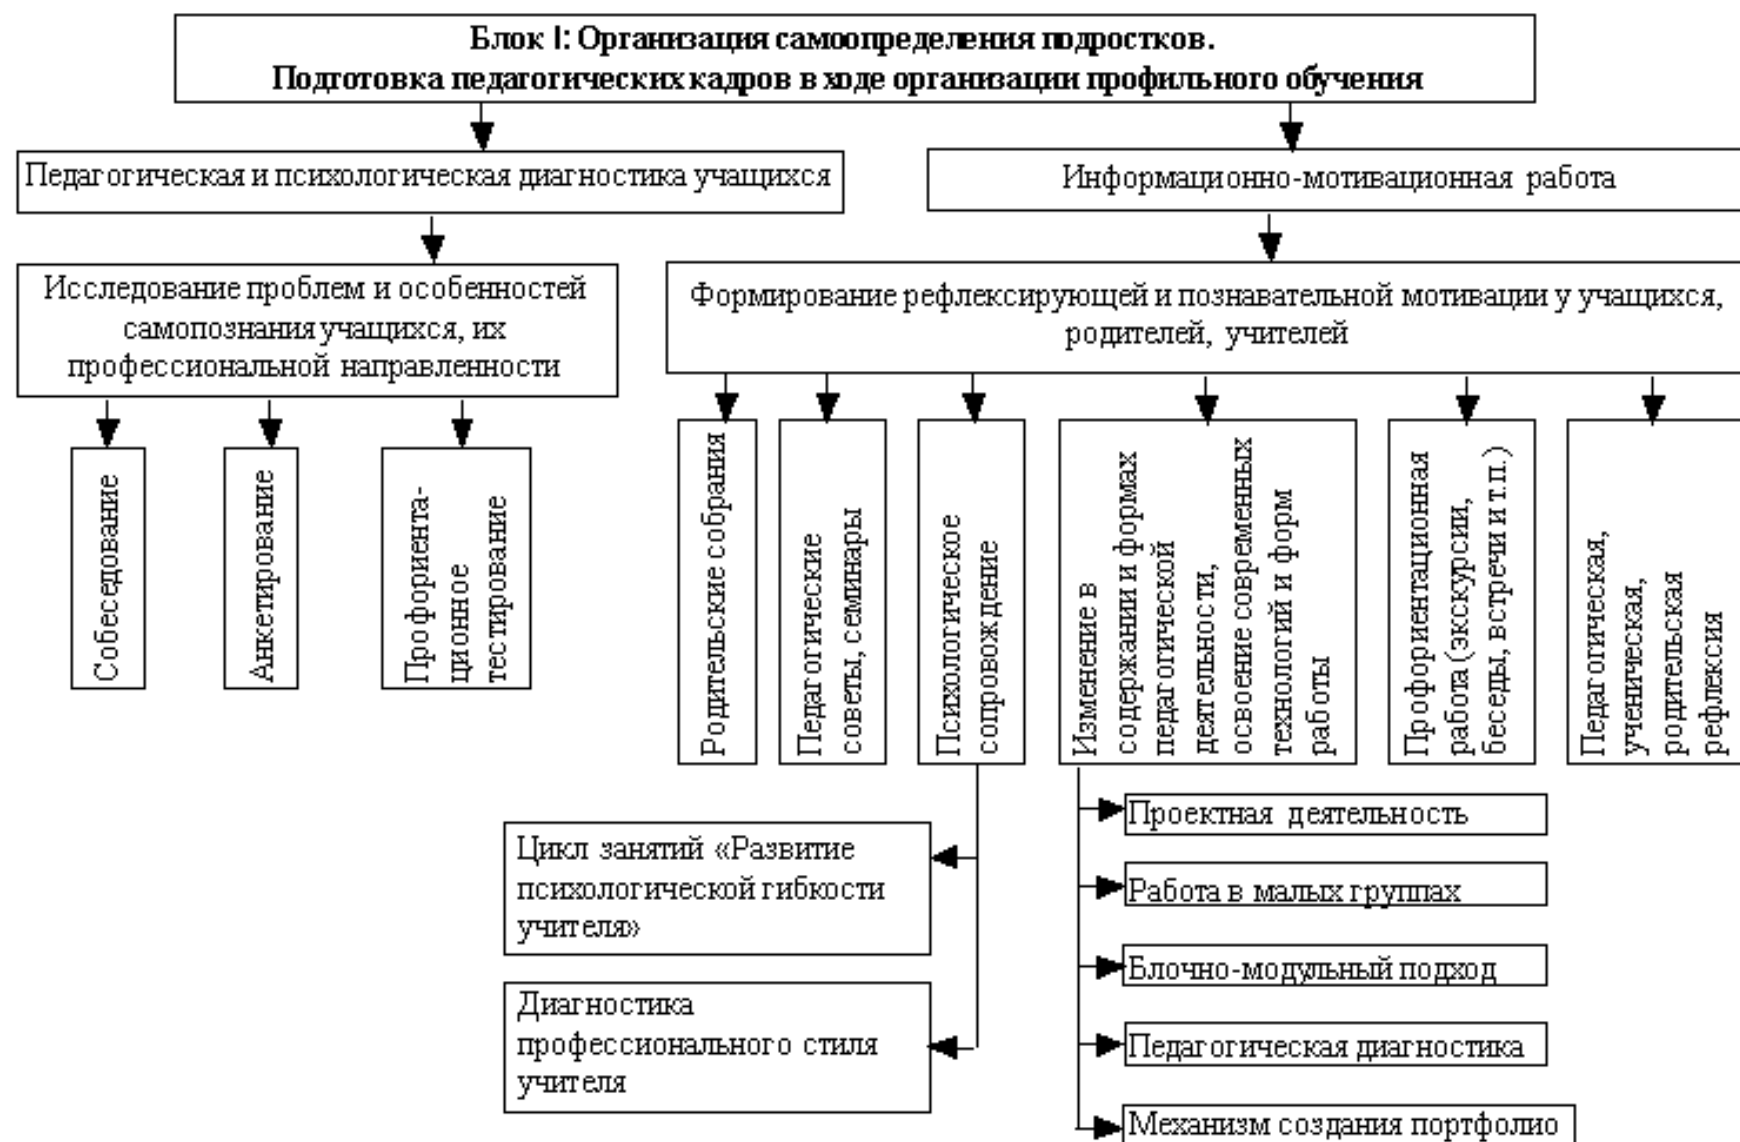 Блок I: Организация самоопределения подростков.
Подготовка педагогических кадров в ходе организации профильного обучения
Педагогическая и психологическая диагностика учащихся
Информационно-мотивационная работа
Исследование проблем и особенностей
самопознания учащихся, их
профессиональной направленности
Формирование рефлексирующей и познавательной мотивации у учащихся,
родителей, учителей
Собеседование
Анкетирование
Профориента-
ционное
тестирование
Родительские собрания
Педагогические
советы, семинары
Психологическое
сопровождение
Изменение в
содержании и формах
педагогической
деятельности,
освоение современных
технологий и форм
работы
Профориентационная
работа (экскурсии,
беседы, встречи и т.п.)
Педагогическая,
ученическая,
родительская
рефлексия
Цикл занятий «Развитие
психологической гибкости
учителя»
Диагностика
профессионального стиля
учителя
Проектная деятельность
Работа в малых группах
Блочно-модульный подход
Педагогическая диагностика
Механизм создания портфолио